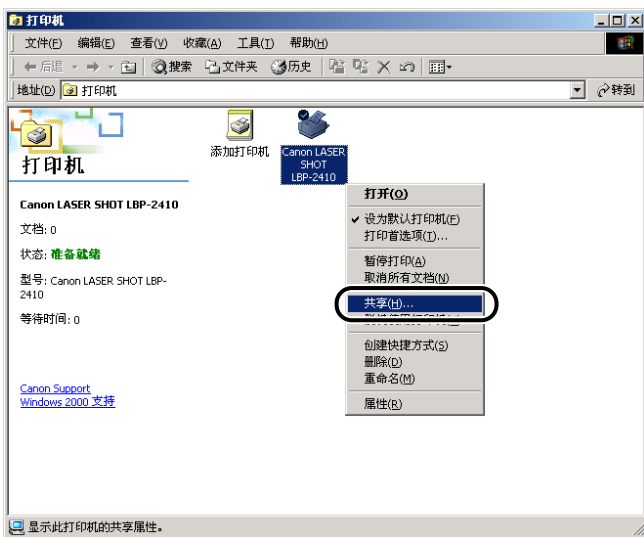 打印机
文件(F) 编辑(E) 查看(V) 收藏(A) 工具(T) 帮助(H)
后退 搜索 文件夹 历史
地址(D) 打印机 转到
打印机
Canon LASER SHOT LBP-2410
文档: 0
状态: 准备就绪
型号: Canon LASER SHOT LBP-
2410
等待时间: 0
Canon Support
Windows 2000 支持
添加打印机
Canon LASER
SHOT
LBP-2410
打开(O)
设为默认打印机(F)
打印首选项(T)...
暂停打印(A)
取消所有文档(N)
共享(H)...
创建快捷方式(S)
删除(D)
重命名(M)
属性(R)
显示此打印机的共享属性。